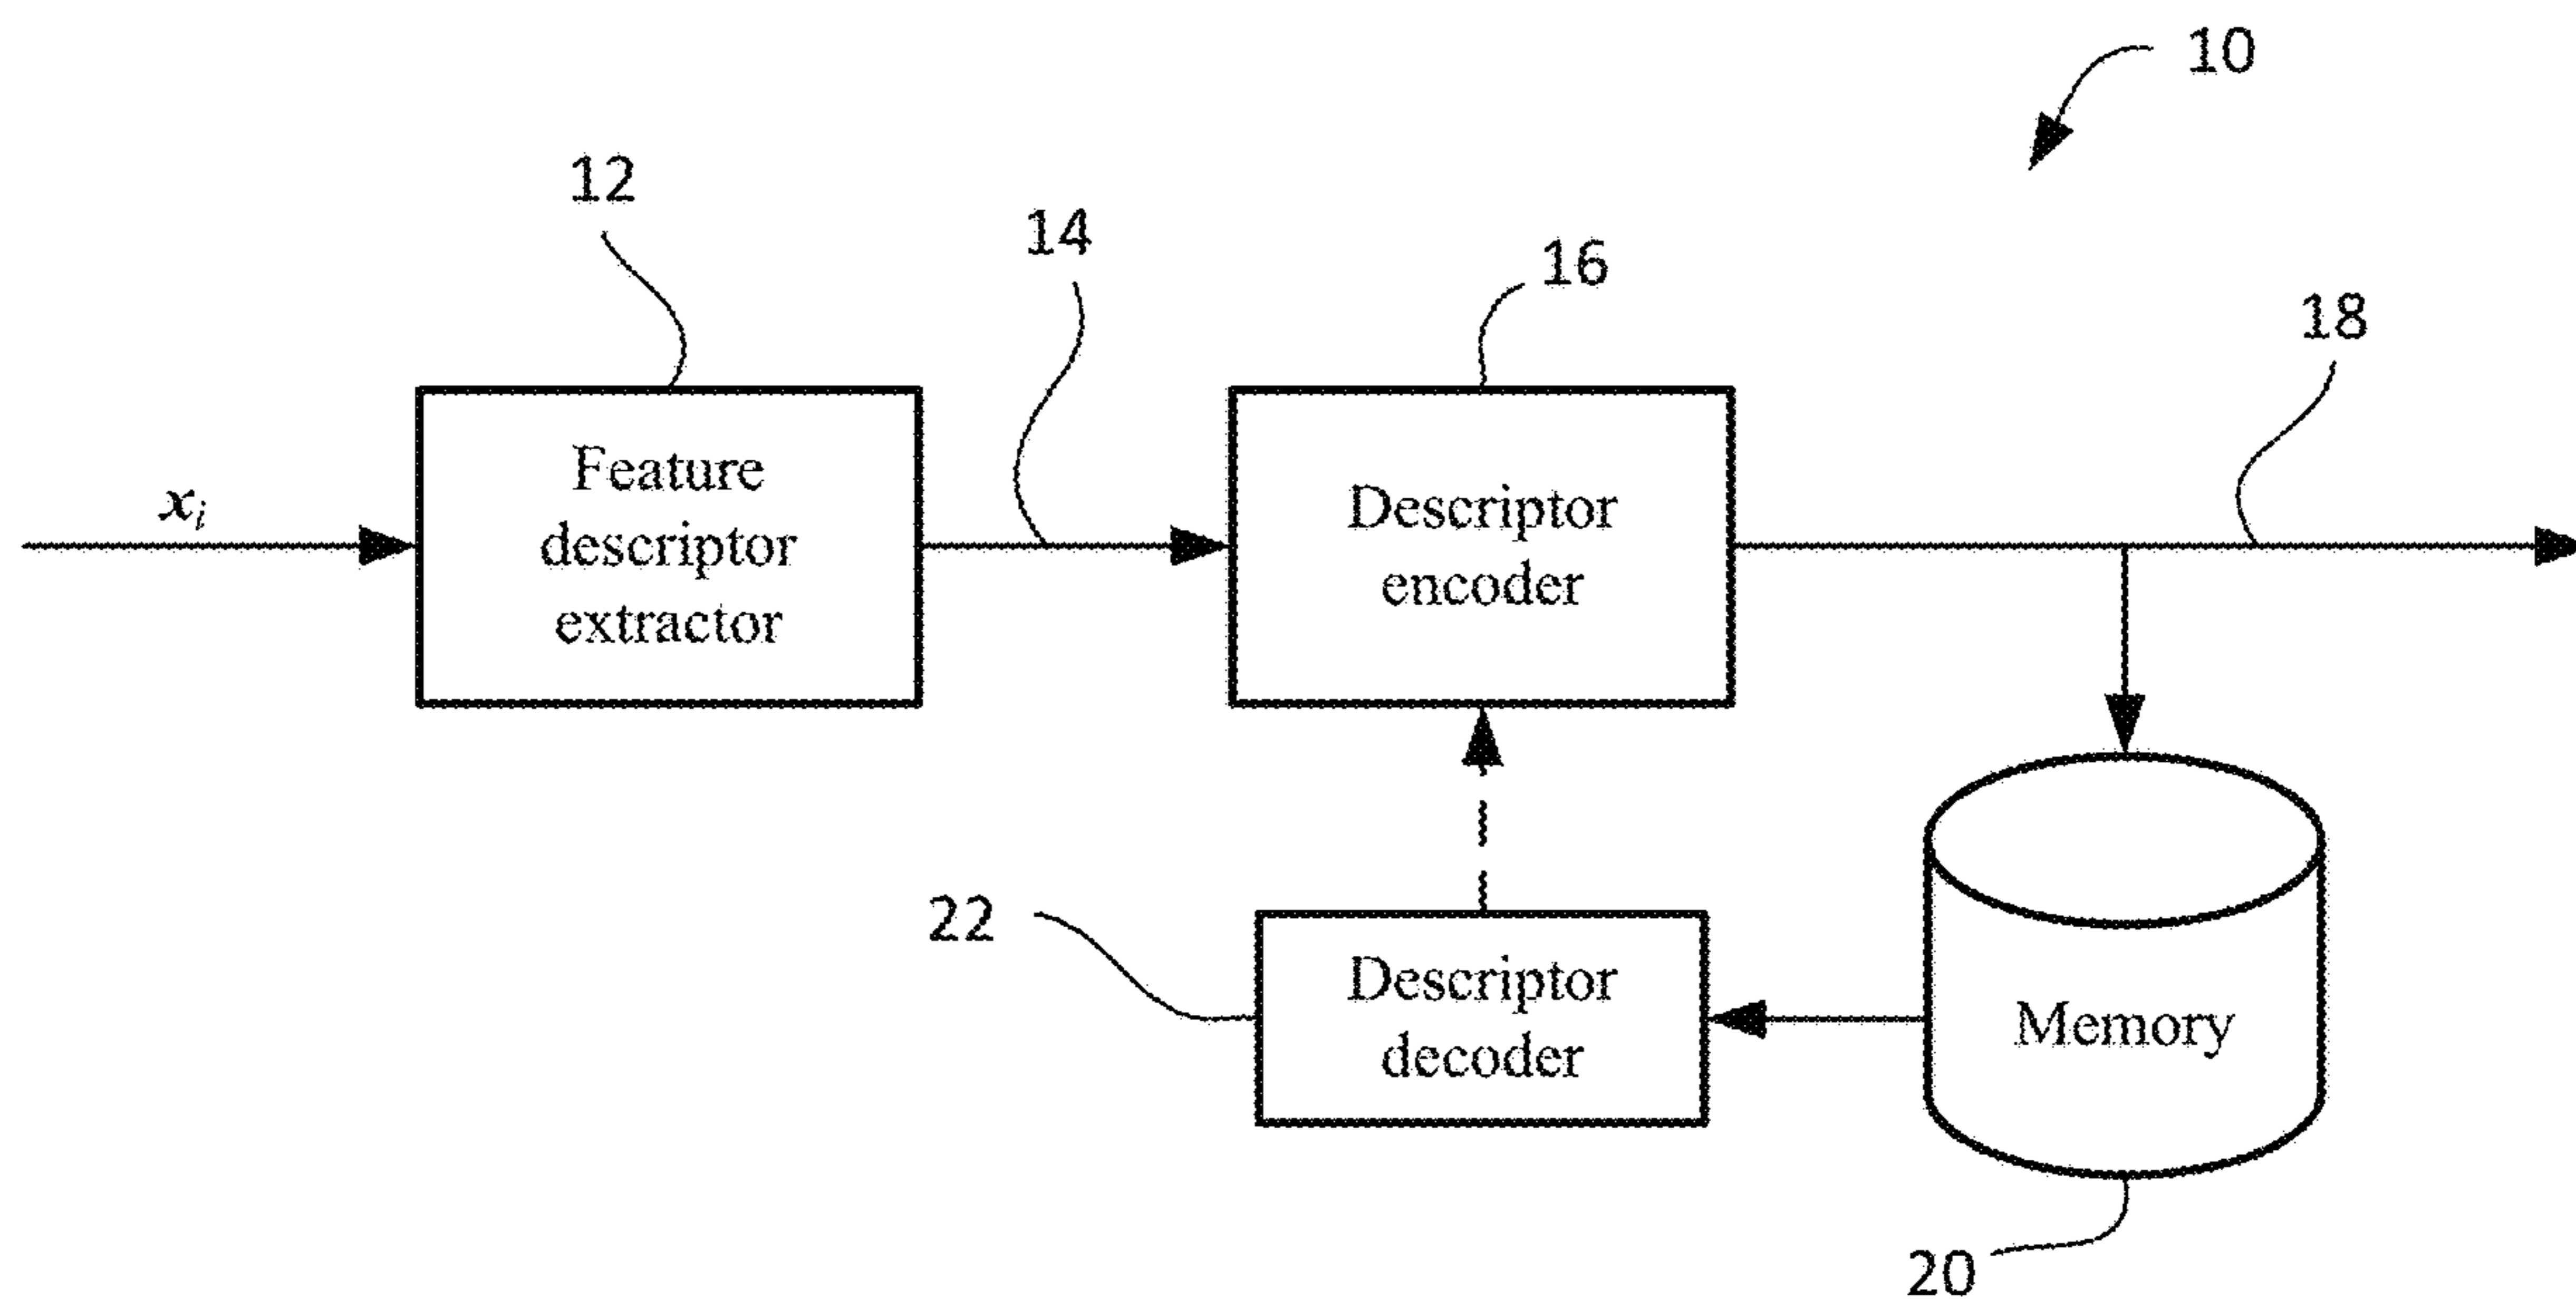 10
12
14
16
18
x_i
Feature
descriptor
extractor
Descriptor
encoder
22
Descriptor
decoder
Memory
20